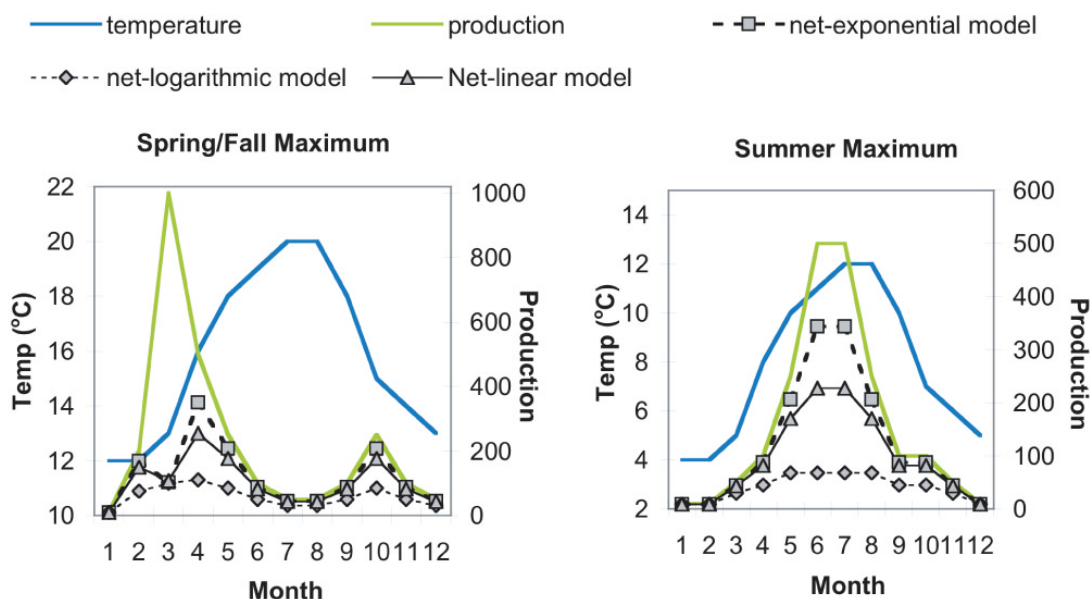 temperature production net-exponential model
net-logarithmic model Net-linear model
Spring/Fall Maximum
22
20
18
16
14
12
10
Temp (°C)
1000
800
600
400
200
0
Production
1 2 3 4 5 6 7 8 9 10 11 12
Month
Summer Maximum
14
12
10
8
6
4
2
Temp (°C)
600
500
400
300
200
100
0
Production
1 2 3 4 5 6 7 8 9 10 11 12
Month